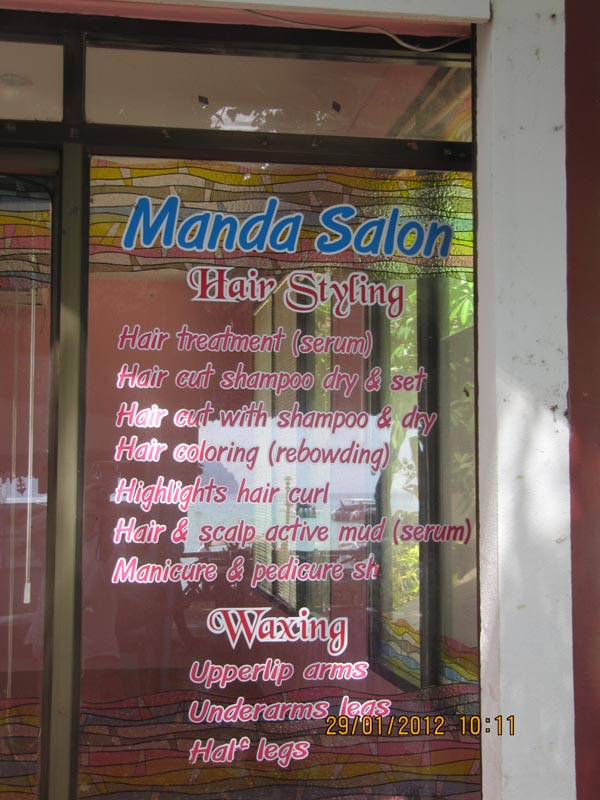 Manda Salon
Hair Styling
Hair treatment (serum)
Hair cut shampoo dry & set
Hair cut with shampoo & dry
Hair coloring (rebowding)
Highlights hair curl
Hair & scalp active mud (serum)
Manicure & pedicure sh
Waxing
Upperlip arms
Underarms legs
Half legs
29/01/2012 10:11